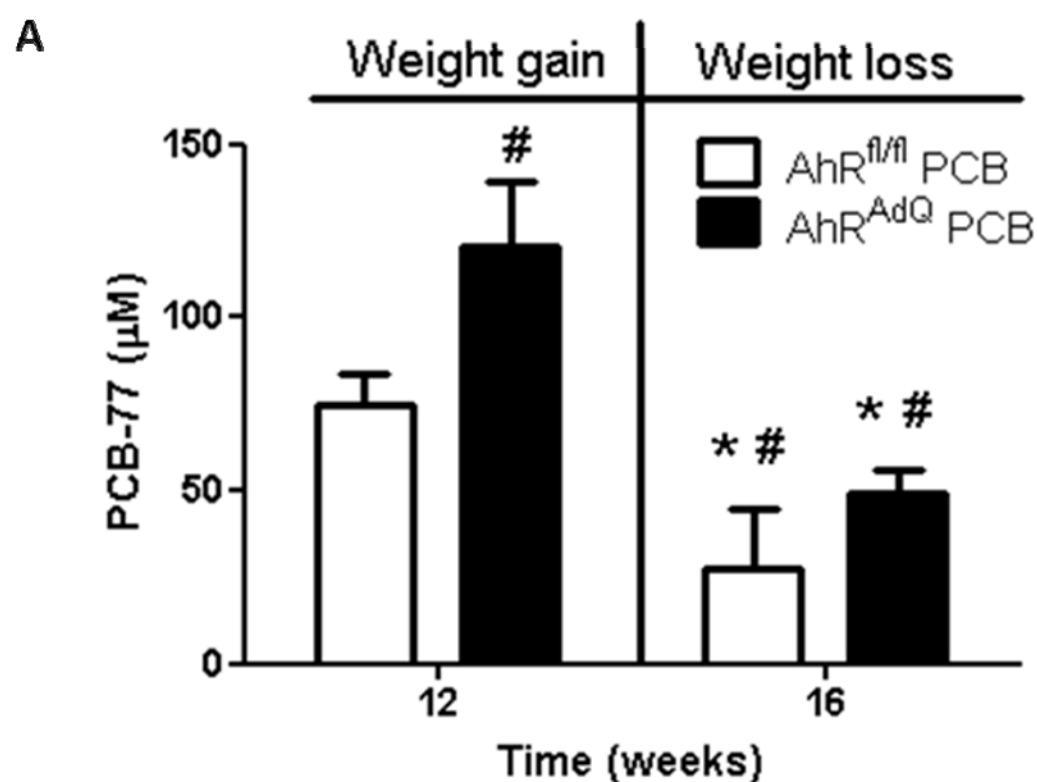 A
Weight gain
Weight loss
150
#
AhR^fl/fl PCB
AhR^AdQ PCB
100
PCB-77 (μM)
* #
* #
50
0
12
16
Time (weeks)